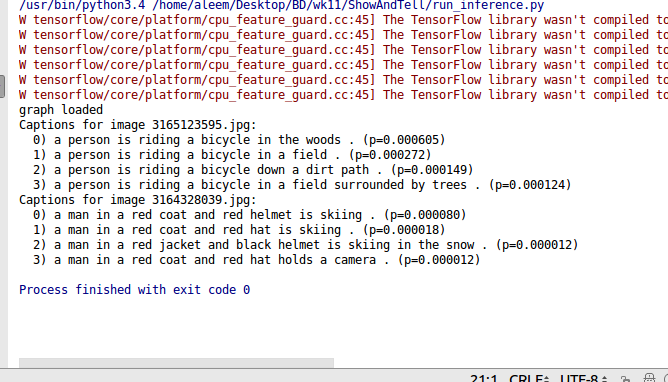 /usr/bin/python3.4 /home/aleem/Desktop/BD/wk11/ShowAndTell/run_inference.py
W tensorflow/core/platform/cpu_feature_guard.cc:45] The TensorFlow library wasn't compiled to
W tensorflow/core/platform/cpu_feature_guard.cc:45] The TensorFlow library wasn't compiled to
W tensorflow/core/platform/cpu_feature_guard.cc:45] The TensorFlow library wasn't compiled to
W tensorflow/core/platform/cpu_feature_guard.cc:45] The TensorFlow library wasn't compiled to
W tensorflow/core/platform/cpu_feature_guard.cc:45] The TensorFlow library wasn't compiled to
W tensorflow/core/platform/cpu_feature_guard.cc:45] The TensorFlow library wasn't compiled to
graph loaded
Captions for image 3165123595.jpg:
  0) a person is riding a bicycle in the woods . (p=0.000605)
  1) a person is riding a bicycle in a field . (p=0.000272)
  2) a person is riding a bicycle down a dirt path . (p=0.000149)
  3) a person is riding a bicycle in a field surrounded by trees . (p=0.000124)
Captions for image 3164328039.jpg:
  0) a man in a red coat and red helmet is skiing . (p=0.000080)
  1) a man in a red coat and red hat is skiing . (p=0.000018)
  2) a man in a red jacket and black helmet is skiing in the snow . (p=0.000012)
  3) a man in a red coat and red hat holds a camera . (p=0.000012)
Process finished with exit code 0
21:1 CRLF UTF-8